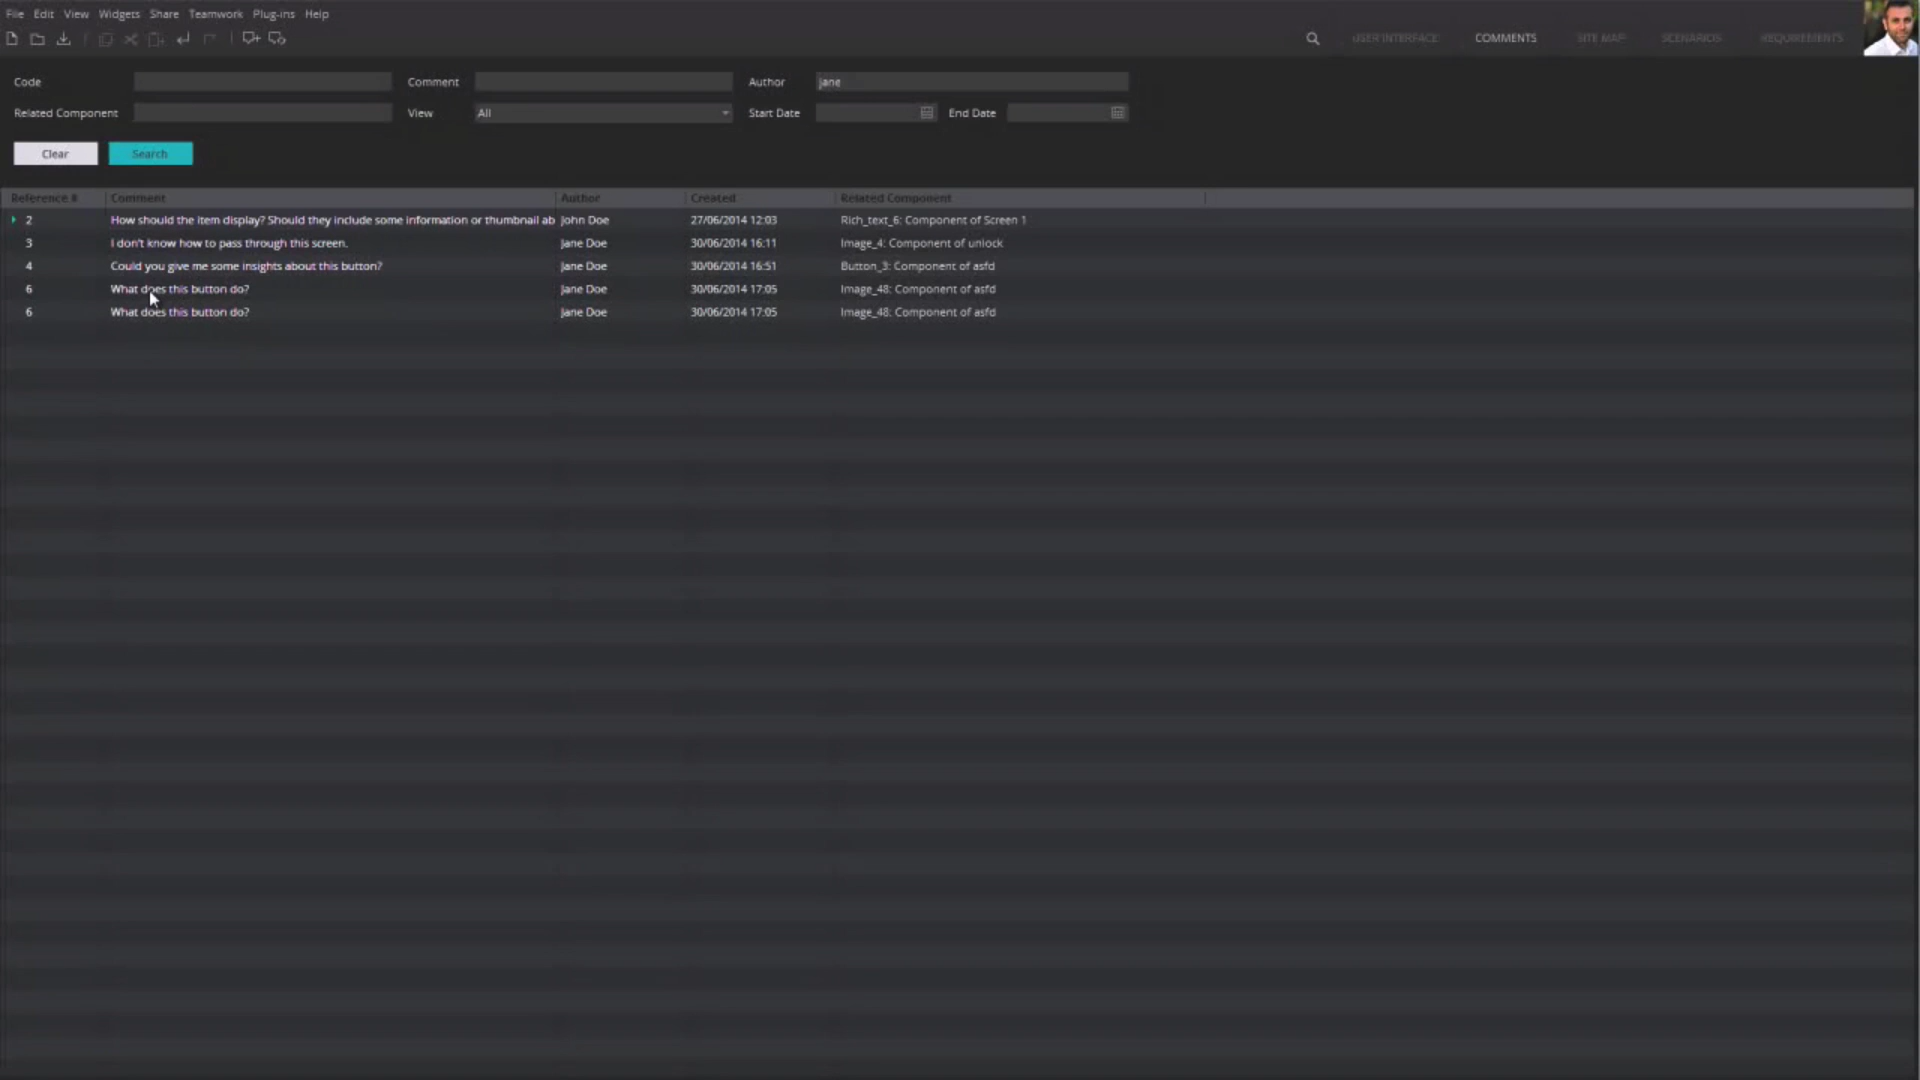 File Edit View Widgets Share Teamwork Plug-ins Help
USER INTERFACE COMMENTS SITE MAP SCENARIOS REQUIREMENTS
Code Comment Author jane
Related Component View All Start Date End Date
Clear Search
Reference # Comment Author Created Related Component
2 How should the item display? Should they include some information or thumbnail ab John Doe 27/06/2014 12:03 Rich_text_6: Component of Screen 1
3 I don't know how to pass through this screen. Jane Doe 30/06/2014 16:11 Image_4: Component of unlock
4 Could you give me some insights about this button? Jane Doe 30/06/2014 16:51 Button_3: Component of asfd
6 What does this button do? Jane Doe 30/06/2014 17:05 Image_48: Component of asfd
6 What does this button do? Jane Doe 30/06/2014 17:05 Image_48: Component of asfd